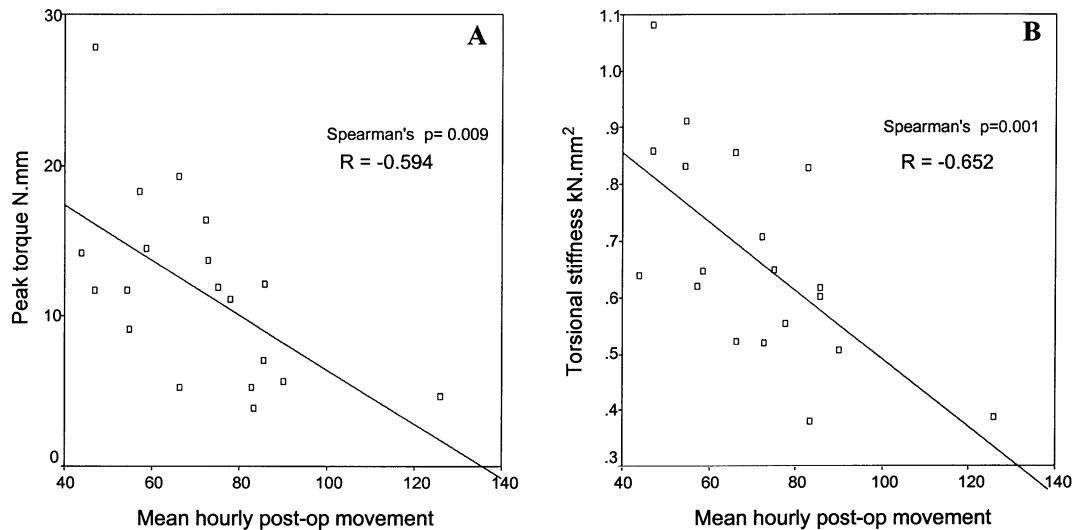 A
30
20
10
0
Peak torque N.mm
Spearman's p= 0.009
R = -0.594
40 60 80 100 120 140
Mean hourly post-op movement
B
1.1
1.0
.9
.8
.7
.6
.5
.4
.3
Torsional stiffness kN.mm²
Spearman's p=0.001
R = -0.652
40 60 80 100 120 140
Mean hourly post-op movement